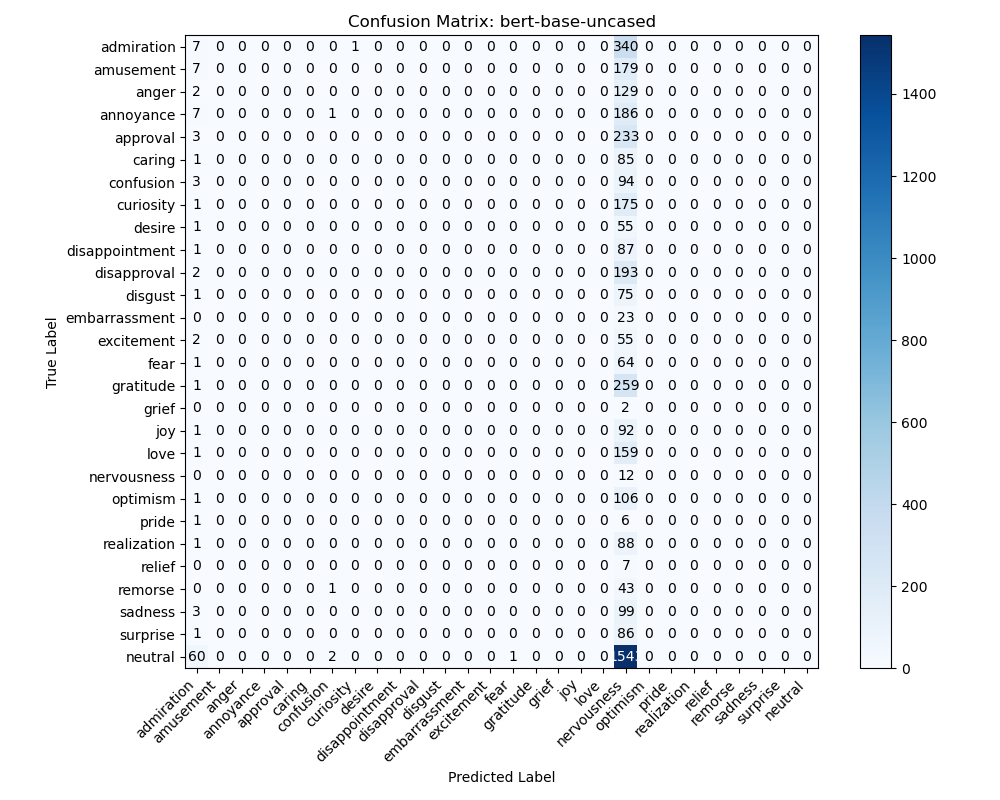 Confusion Matrix: bert-base-uncased
admiration 7 0 0 0 0 0 0 1 0 0 0 0 0 0 0 0 0 0 0 340 0 0 0 0 0 0 0 0
amusement 7 0 0 0 0 0 0 0 0 0 0 0 0 0 0 0 0 0 0 179 0 0 0 0 0 0 0 0
anger 2 0 0 0 0 0 0 0 0 0 0 0 0 0 0 0 0 0 0 129 0 0 0 0 0 0 0 0
annoyance 7 0 0 0 0 0 1 0 0 0 0 0 0 0 0 0 0 0 0 186 0 0 0 0 0 0 0 0
approval 3 0 0 0 0 0 0 0 0 0 0 0 0 0 0 0 0 0 0 233 0 0 0 0 0 0 0 0
caring 1 0 0 0 0 0 0 0 0 0 0 0 0 0 0 0 0 0 0 85 0 0 0 0 0 0 0 0
confusion 3 0 0 0 0 0 0 0 0 0 0 0 0 0 0 0 0 0 0 94 0 0 0 0 0 0 0 0
curiosity 1 0 0 0 0 0 0 0 0 0 0 0 0 0 0 0 0 0 0 175 0 0 0 0 0 0 0 0
desire 1 0 0 0 0 0 0 0 0 0 0 0 0 0 0 0 0 0 0 55 0 0 0 0 0 0 0 0
disappointment 1 0 0 0 0 0 0 0 0 0 0 0 0 0 0 0 0 0 0 87 0 0 0 0 0 0 0 0
disapproval 2 0 0 0 0 0 0 0 0 0 0 0 0 0 0 0 0 0 0 193 0 0 0 0 0 0 0 0
disgust 1 0 0 0 0 0 0 0 0 0 0 0 0 0 0 0 0 0 0 75 0 0 0 0 0 0 0 0
embarrassment 0 0 0 0 0 0 0 0 0 0 0 0 0 0 0 0 0 0 0 23 0 0 0 0 0 0 0 0
excitement 2 0 0 0 0 0 0 0 0 0 0 0 0 0 0 0 0 0 0 55 0 0 0 0 0 0 0 0
fear 1 0 0 0 0 0 0 0 0 0 0 0 0 0 0 0 0 0 0 64 0 0 0 0 0 0 0 0
gratitude 1 0 0 0 0 0 0 0 0 0 0 0 0 0 0 0 0 0 0 259 0 0 0 0 0 0 0 0
grief 0 0 0 0 0 0 0 0 0 0 0 0 0 0 0 0 0 0 0 2 0 0 0 0 0 0 0 0
joy 1 0 0 0 0 0 0 0 0 0 0 0 0 0 0 0 0 0 0 92 0 0 0 0 0 0 0 0
love 1 0 0 0 0 0 0 0 0 0 0 0 0 0 0 0 0 0 0 159 0 0 0 0 0 0 0 0
nervousness 0 0 0 0 0 0 0 0 0 0 0 0 0 0 0 0 0 0 0 12 0 0 0 0 0 0 0 0
optimism 1 0 0 0 0 0 0 0 0 0 0 0 0 0 0 0 0 0 0 106 0 0 0 0 0 0 0 0
pride 1 0 0 0 0 0 0 0 0 0 0 0 0 0 0 0 0 0 0 6 0 0 0 0 0 0 0 0
realization 1 0 0 0 0 0 0 0 0 0 0 0 0 0 0 0 0 0 0 88 0 0 0 0 0 0 0 0
relief 0 0 0 0 0 0 0 0 0 0 0 0 0 0 0 0 0 0 0 7 0 0 0 0 0 0 0 0
remorse 0 0 0 0 0 0 1 0 0 0 0 0 0 0 0 0 0 0 0 43 0 0 0 0 0 0 0 0
sadness 3 0 0 0 0 0 0 0 0 0 0 0 0 0 0 0 0 0 0 99 0 0 0 0 0 0 0 0
surprise 1 0 0 0 0 0 0 0 0 0 0 0 0 0 0 0 0 0 0 86 0 0 0 0 0 0 0 0
neutral 60 0 0 0 0 0 2 0 0 0 0 0 0 0 1 0 0 0 0 0 0 0 0 0 0 0 0
True Label
admiration
amusement
anger
annoyance
approval
caring
confusion
curiosity
desire
disappointment
disapproval
disgust
embarrassment
excitement
fear
gratitude
grief
joy
love
nervousness
optimism
pride
realization
relief
remorse
sadness
surprise
neutral
Predicted Label
1400
1200
1000
800
600
400
200
0